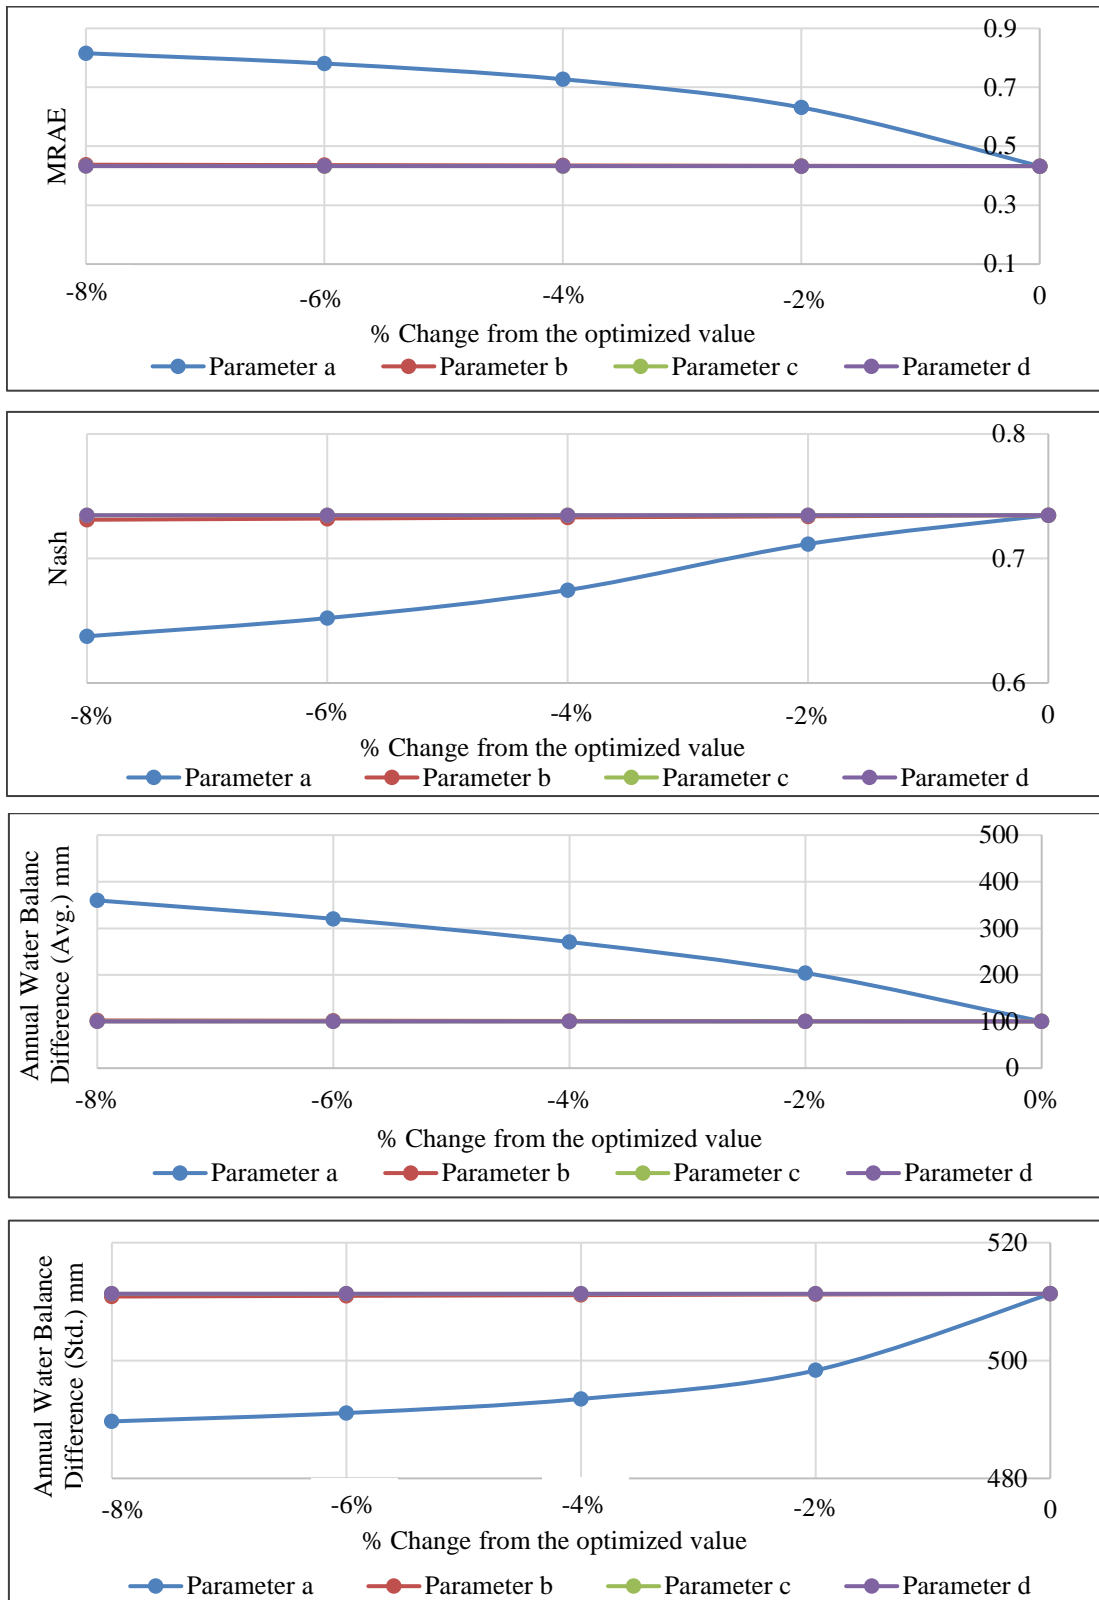 0.9
0.7
0.5
0.3
0.1
MRAE
-8% -6% -4% -2% 0
% Change from the optimized value
Parameter a Parameter b Parameter c Parameter d
0.8
0.7
0.6
Nash
-8% -6% -4% -2% 0
% Change from the optimized value
Parameter a Parameter b Parameter c Parameter d
500
400
300
200
100
0
Annual Water Balanc
Difference (Avg.) mm
-8% -6% -4% -2% 0%
% Change from the optimized value
Parameter a Parameter b Parameter c Parameter d
520
500
480
Annual Water Balance
Difference (Std.) mm
-8% -6% -4% -2% 0
% Change from the optimized value
Parameter a Parameter b Parameter c Parameter d